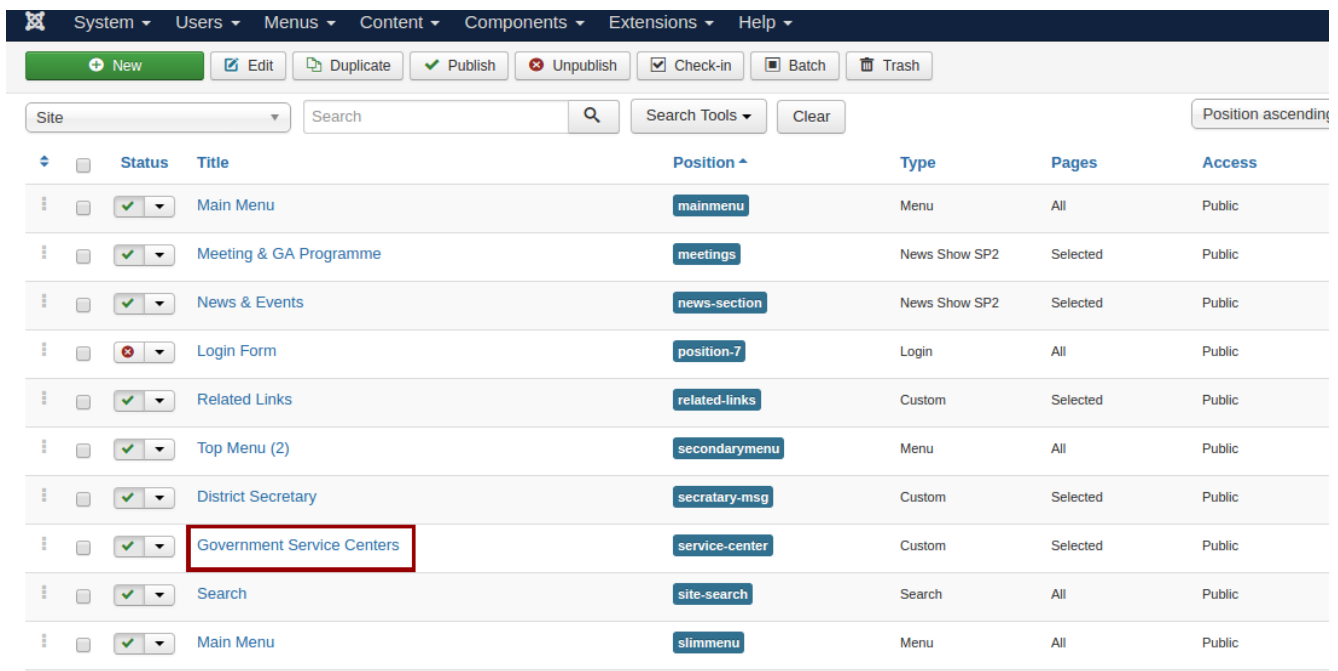 System Users Menus Content Components Extensions Help
New Edit Duplicate Publish Unpublish Check-in Batch Trash
Site Search Search Tools Clear Position ascending
Status Title Position Type Pages Access
Main Menu mainmenu Menu All Public
Meeting & GA Programme meetings News Show SP2 Selected Public
News & Events news-section News Show SP2 Selected Public
Login Form position-7 Login All Public
Related Links related-links Custom Selected Public
Top Menu (2) secondarymenu Menu All Public
District Secretary secratary-msg Custom Selected Public
Government Service Centers service-center Custom Selected Public
Search site-search Search All Public
Main Menu slimmenu Menu All Public